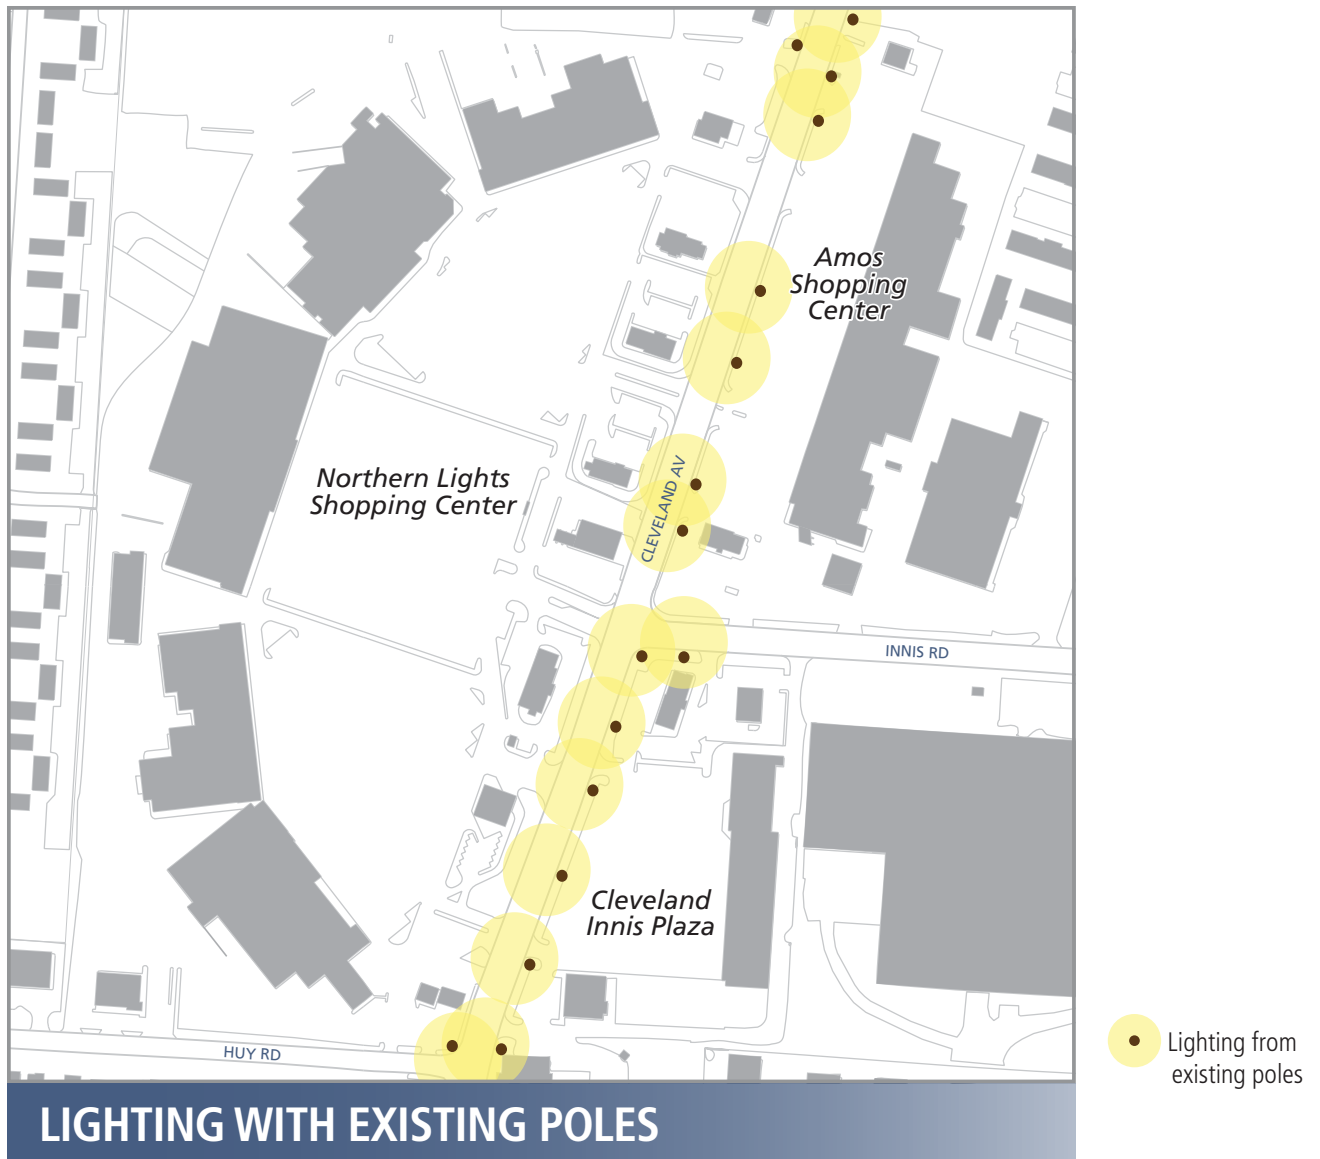 Amos
Shopping
Center
Northern Lights
Shopping Center
CLEVELAND AV
INNIS RD
Cleveland
Innis Plaza
HUY RD
Lighting from
existing poles
LIGHTING WITH EXISTING POLES